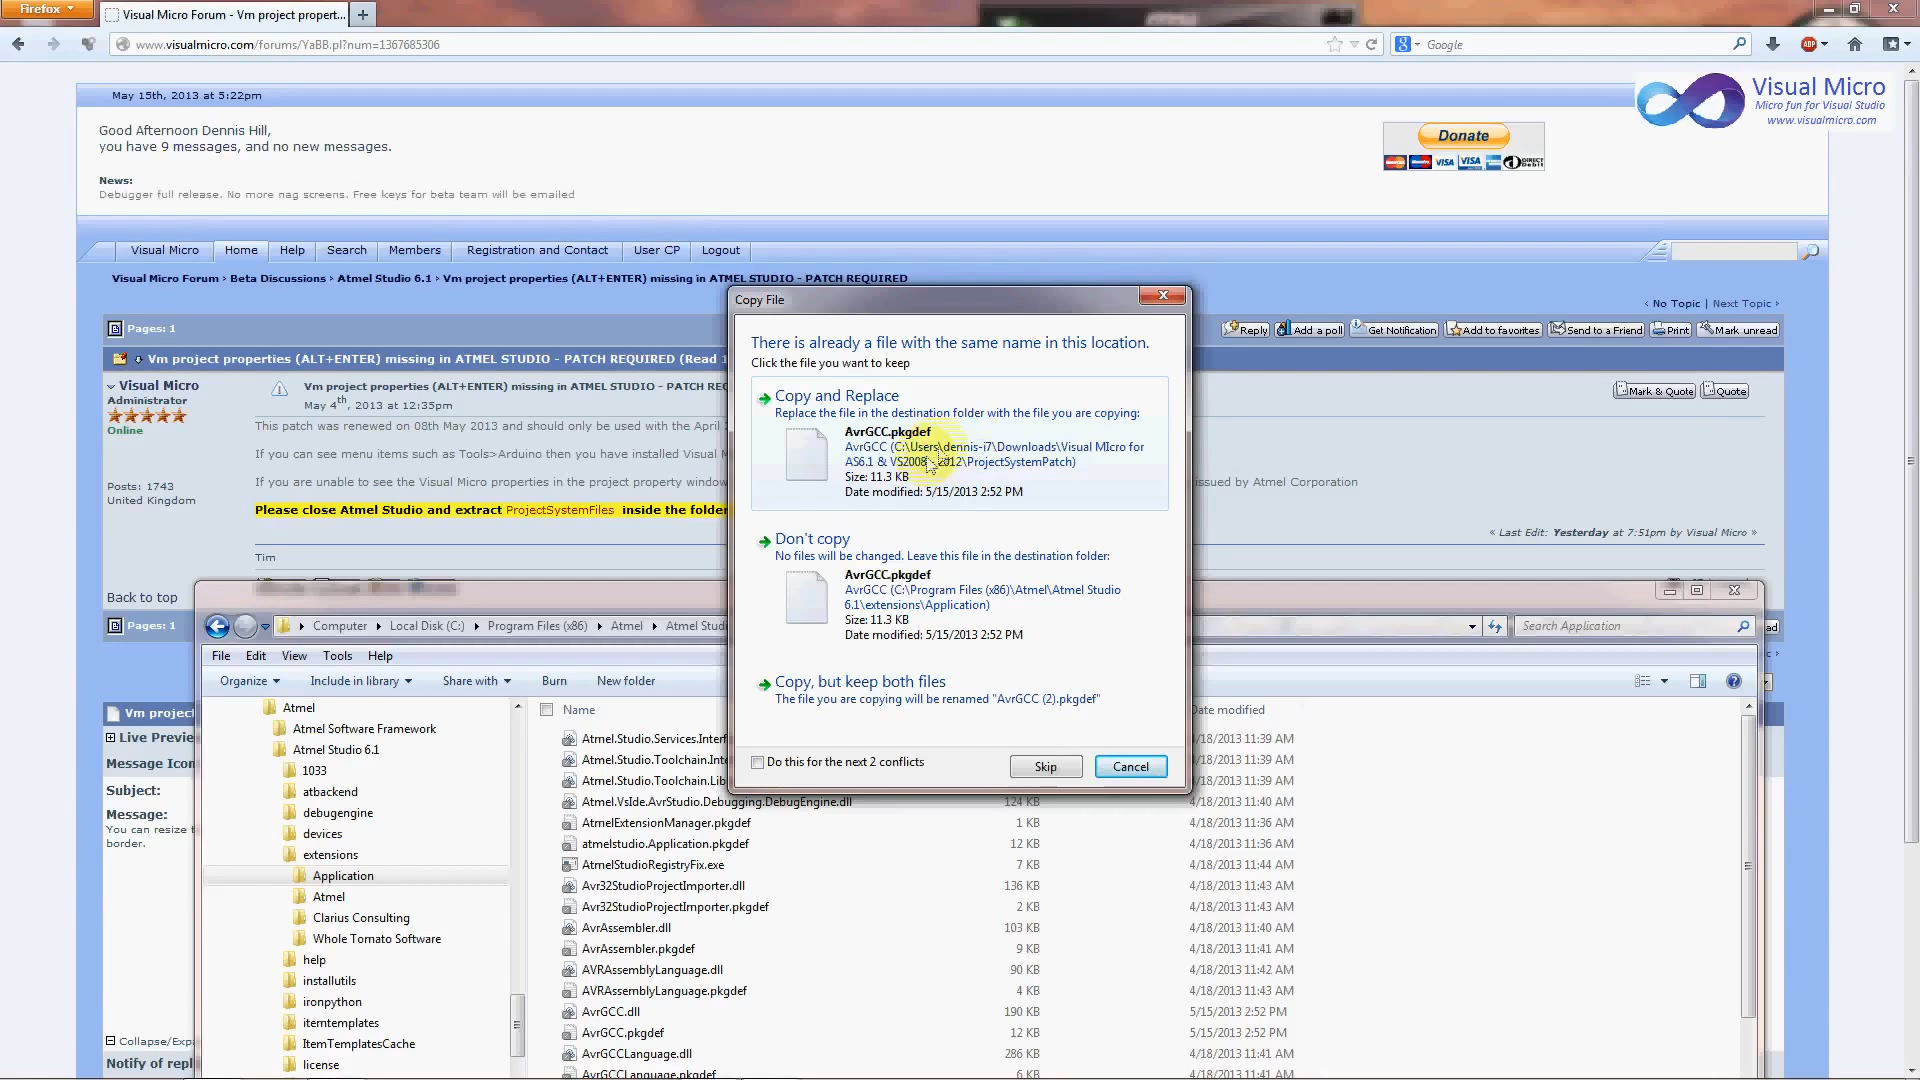 Firefox
Visual Micro Forum - Vm project propert...
www.visualmicro.com/forums/YaBB.pl?num=1367685306
Google
ABP
May 15th, 2013 at 5:22pm
Visual Micro
Micro fun for Visual Studio
www.visualmicro.com
Good Afternoon Dennis Hill,
you have 9 messages, and no new messages.
Donate
VISA VISA DIRECT Debit
News:
Debugger full release. No more nag screens. Free keys for beta team will be emailed
Visual Micro Home Help Search Members Registration and Contact User CP Logout
Visual Micro Forum › Beta Discussions › Atmel Studio 6.1 › Vm project properties (ALT+ENTER) missing in ATMEL STUDIO - PATCH REQUIRED
‹ No Topic | Next Topic ›
Pages: 1
Reply Add a poll Get Notification Add to favorites Send to a Friend Print Mark unread
Vm project properties (ALT+ENTER) missing in ATMEL STUDIO - PATCH REQUIRED (Read 1
Visual Micro
Administrator
Online
Vm project properties (ALT+ENTER) missing in ATMEL STUDIO - PATCH REQ
May 4th, 2013 at 12:35pm
Mark & Quote Quote
This patch was renewed on 08th May 2013 and should only be used with the April 2
If you can see menu items such as Tools>Arduino then you have installed Visual M
If you are unable to see the Visual Micro properties in the project property window
issued by Atmel Corporation
Posts: 1743
United Kingdom
Please close Atmel Studio and extract ProjectSystemFiles inside the folder
« Last Edit: Yesterday at 7:51pm by Visual Micro »
Tim
Back to top
Pages: 1
Copy File
There is already a file with the same name in this location.
Click the file you want to keep
Copy and Replace
Replace the file in the destination folder with the file you are copying:
AvrGCC.pkgdef
AvrGCC (C:\Users\dennis-i7\Downloads\Visual MIcro for
AS6.1 & VS2008-2012\ProjectSystemPatch)
Size: 11.3 KB
Date modified: 5/15/2013 2:52 PM
Don't copy
No files will be changed. Leave this file in the destination folder:
AvrGCC.pkgdef
AvrGCC (C:\Program Files (x86)\Atmel\Atmel Studio
6.1\extensions\Application)
Size: 11.3 KB
Date modified: 5/15/2013 2:52 PM
Copy, but keep both files
The file you are copying will be renamed "AvrGCC (2).pkgdef"
Do this for the next 2 conflicts
Skip
Cancel
Computer Local Disk (C:) Program Files (x86) Atmel Atmel Studi
Search Application
File Edit View Tools Help
Organize Include in library Share with Burn New folder
Name Date modified
Atmel
Atmel Software Framework
Atmel Studio 6.1
1033
atbackend
debugengine
devices
extensions
Application
Atmel
Clarius Consulting
Whole Tomato Software
help
installutils
ironpython
itemtemplates
ItemTemplatesCache
license
Atmel.Studio.Services.Interf /18/2013 11:39 AM
Atmel.Studio.Toolchain.Inte /18/2013 11:39 AM
Atmel.Studio.Toolchain.Lib /18/2013 11:39 AM
Atmel.VsIde.AvrStudio.Debugging.DebugEngine.dll 124 KB 4/18/2013 11:40 AM
AtmelExtensionManager.pkgdef 1 KB 4/18/2013 11:36 AM
atmelstudio.Application.pkgdef 12 KB 4/18/2013 11:36 AM
AtmelStudioRegistryFix.exe 7 KB 4/18/2013 11:44 AM
Avr32StudioProjectImporter.dll 136 KB 4/18/2013 11:43 AM
Avr32StudioProjectImporter.pkgdef 2 KB 4/18/2013 11:43 AM
AvrAssembler.dll 103 KB 4/18/2013 11:40 AM
AvrAssembler.pkgdef 9 KB 4/18/2013 11:41 AM
AVRAssemblyLanguage.dll 90 KB 4/18/2013 11:42 AM
AVRAssemblyLanguage.pkgdef 4 KB 4/18/2013 11:43 AM
AvrGCC.dll 190 KB 5/15/2013 2:52 PM
AvrGCC.pkgdef 12 KB 5/15/2013 2:52 PM
AvrGCCLanguage.dll 286 KB 4/18/2013 11:41 AM
AvrGCCLanguage.pkgdef 6 KB 4/18/2013 11:41 AM
Vm project
Live Previe
Message Icon
Subject:
Message:
You can resize t
border.
Collapse/Expa
Notify of repl